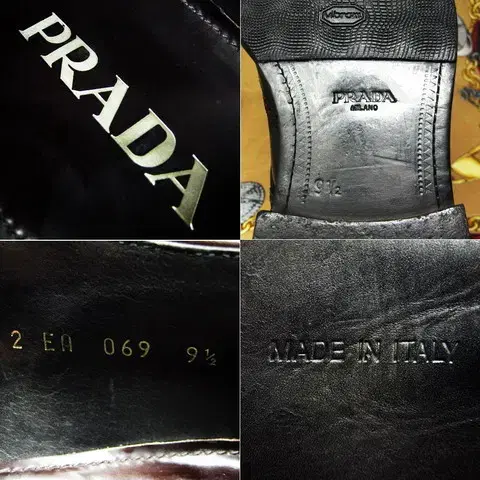 PRADA
vibram
PRADA
MILANO
9½
2 EA 069 9½
MADE IN ITALY